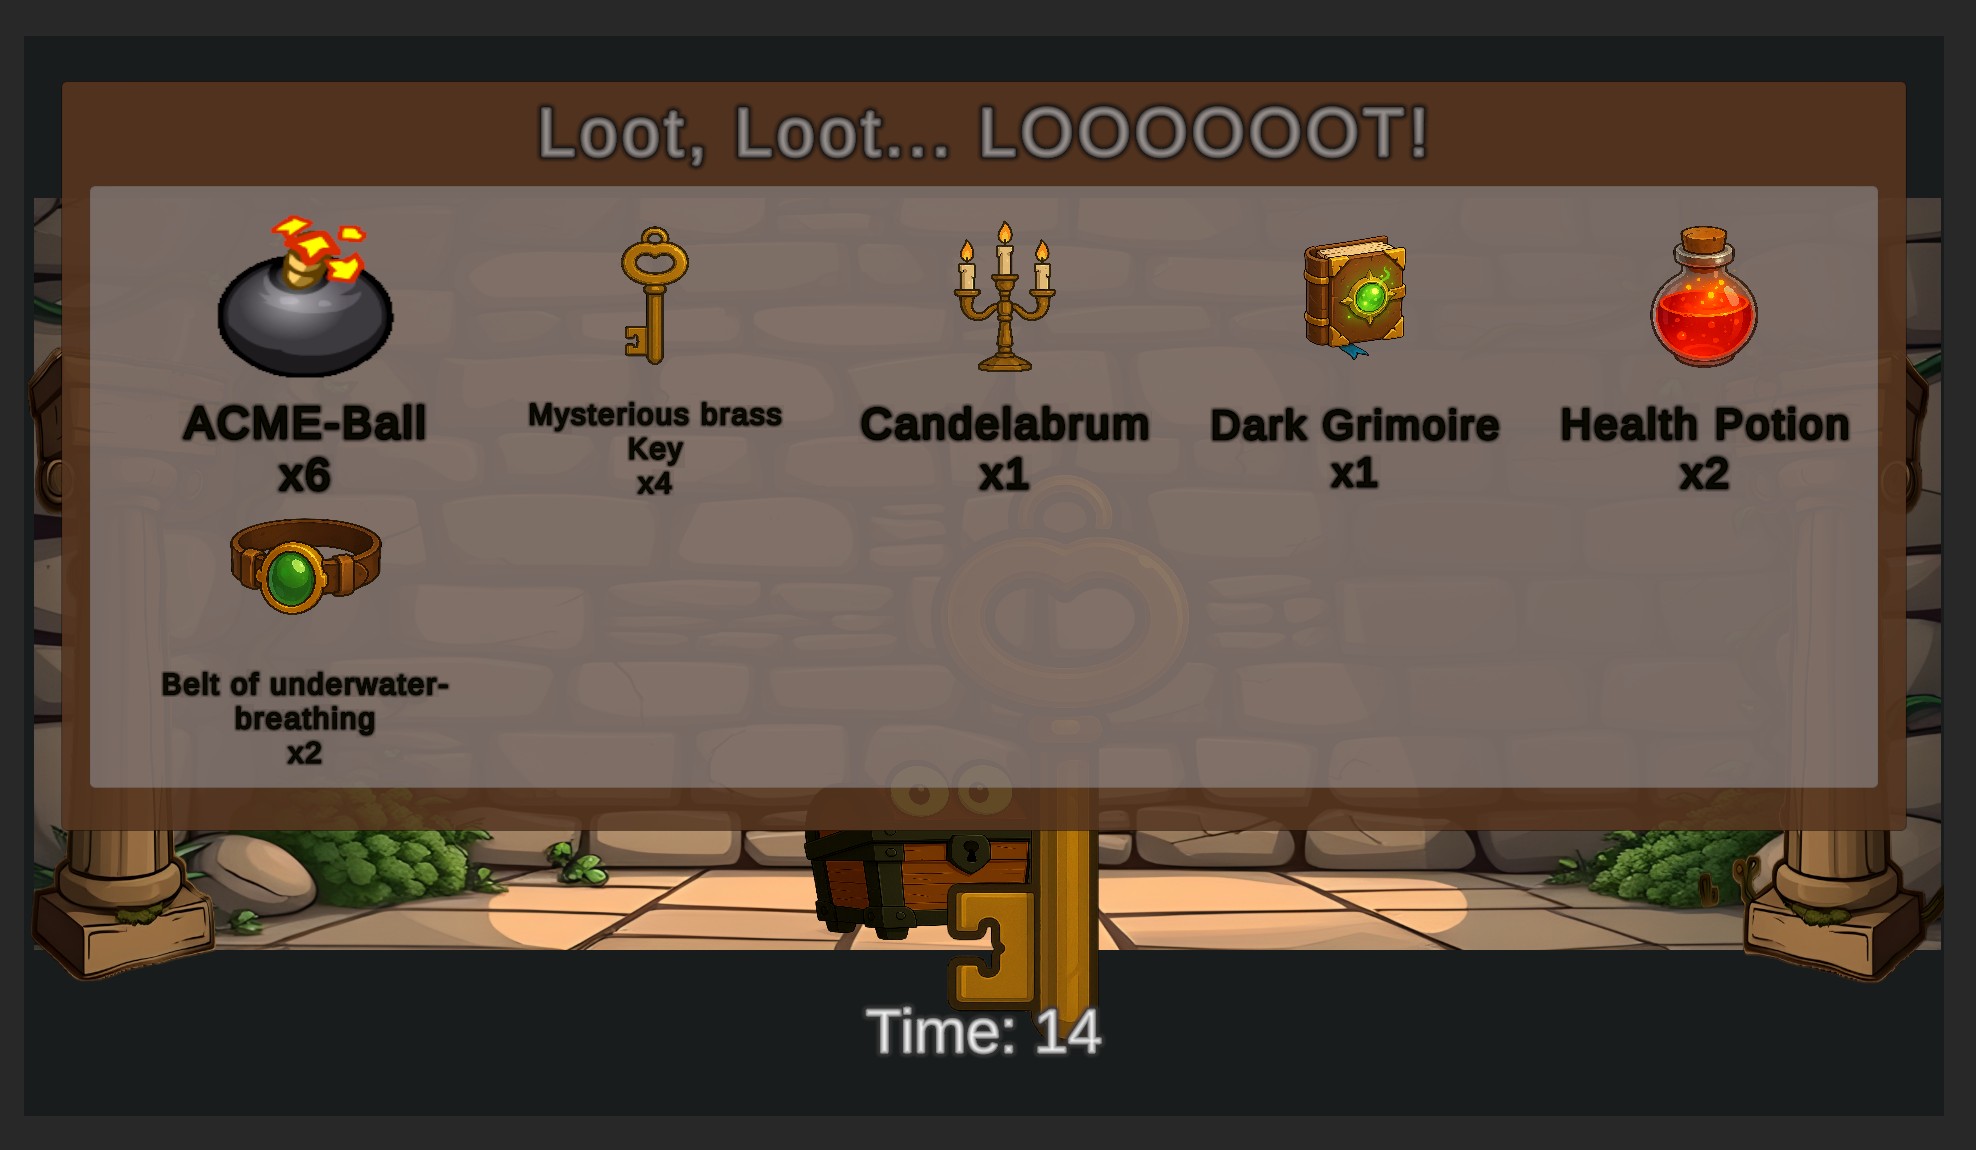 Loot, Loot... LOOOOOOT!
ACME-Ball
x6
Mysterious brass
Key
x4
Candelabrum
x1
Dark Grimoire
x1
Health Potion
x2
Belt of underwater-
breathing
x2
Time: 14